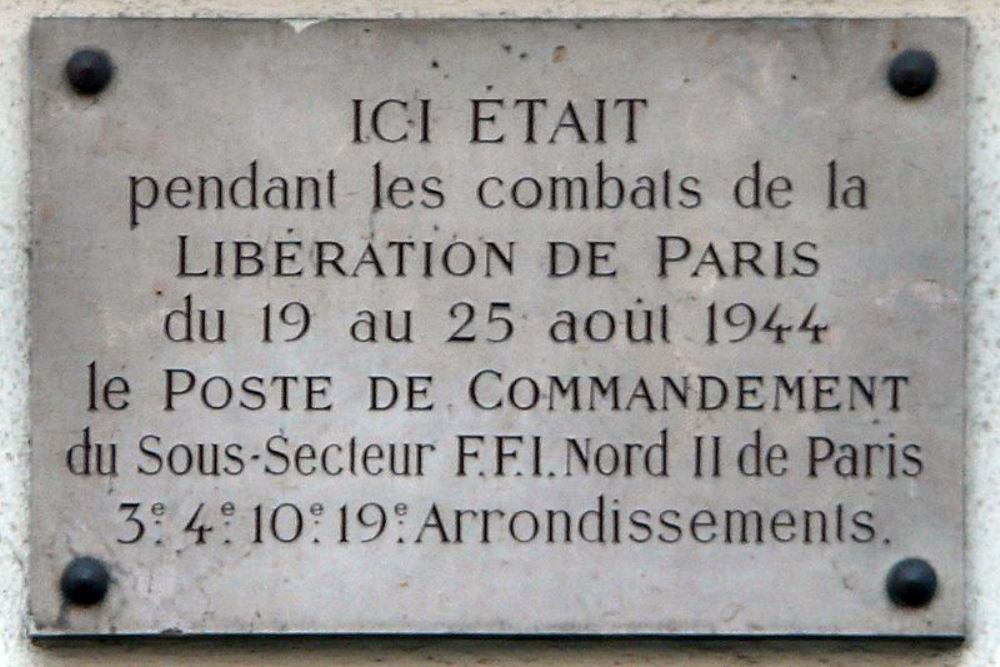 ICI ÉTAIT
pendant les combats de la
LIBÉRATION DE PARIS
du 19 au 25 août 1944
le POSTE DE COMMANDEMENT
du Sous-Secteur F.F.I. Nord II de Paris
3e. 4e. 10e. 19e. Arrondissements.